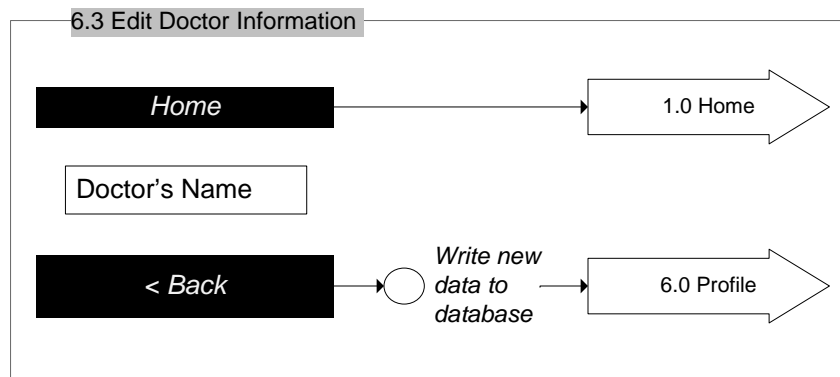 6.3 Edit Doctor Information
Home
1.0 Home
Doctor's Name
< Back
Write new
data to
database
6.0 Profile